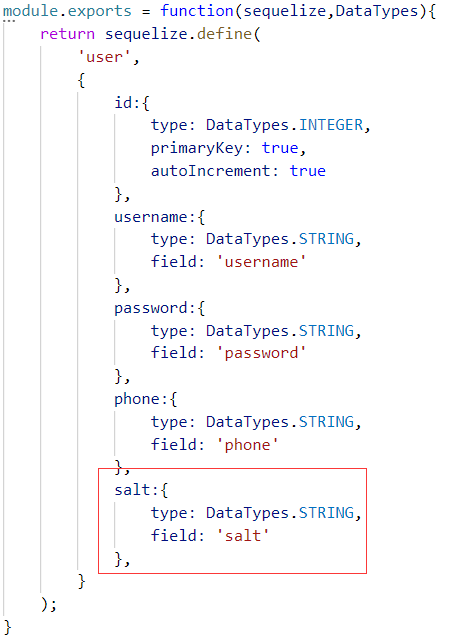 module.exports = function(sequelize,DataTypes){
    return sequelize.define(
        'user',
        {
            id:{
                type: DataTypes.INTEGER,
                primaryKey: true,
                autoIncrement: true
            },
            username:{
                type: DataTypes.STRING,
                field: 'username'
            },
            password:{
                type: DataTypes.STRING,
                field: 'password'
            },
            phone:{
                type: DataTypes.STRING,
                field: 'phone'
            },
            salt:{
                type: DataTypes.STRING,
                field: 'salt'
            },
        }
    );
}